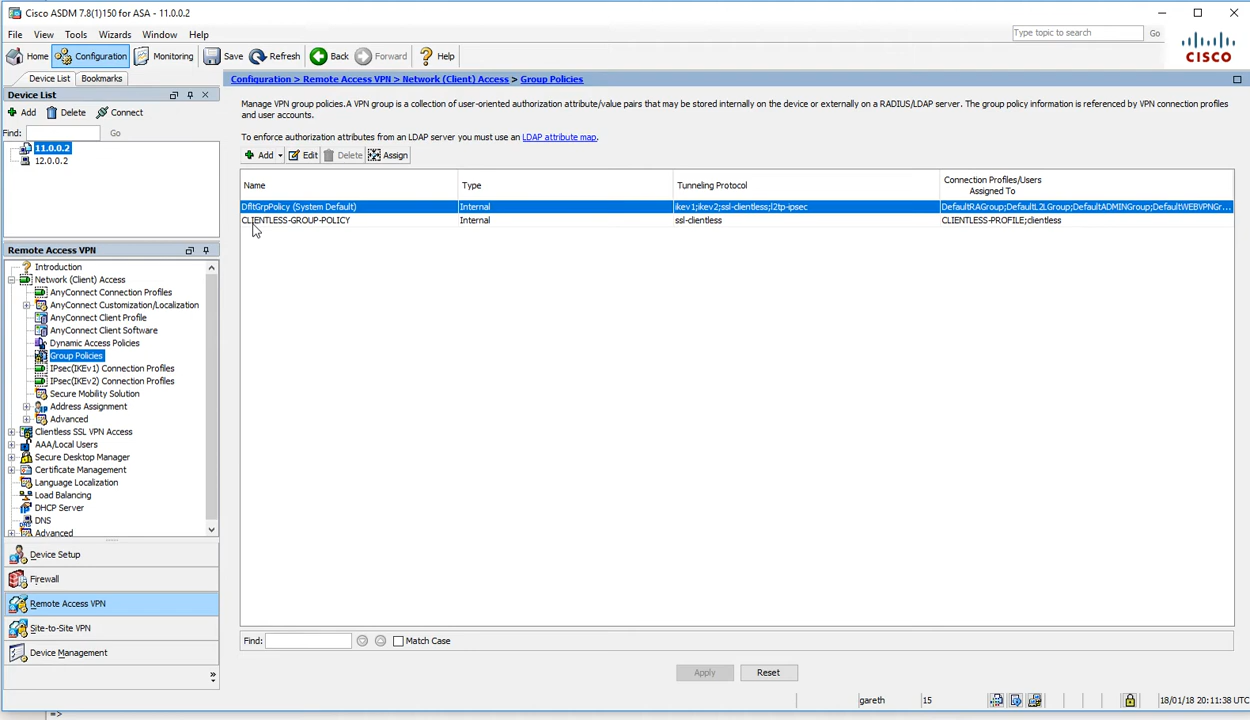 Cisco ASDM 7.8(1)150 for ASA - 11.0.0.2
File View Tools Wizards Window Help
Type topic to search Go
Home Configuration Monitoring Save Refresh Back Forward Help
CISCO
Device List Bookmarks
Configuration > Remote Access VPN > Network (Client) Access > Group Policies
Device List
Add Delete Connect
Find: Go
11.0.0.2
12.0.0.2
Manage VPN group policies.A VPN group is a collection of user-oriented authorization attribute/value pairs that may be stored internally on the device or externally on a RADIUS/LDAP server. The group policy information is referenced by VPN connection profiles
and user accounts.
To enforce authorization attributes from an LDAP server you must use an LDAP attribute map.
Add Edit Delete Assign
Name Type Tunneling Protocol Connection Profiles/Users
Assigned To
DfltGrpPolicy (System Default) Internal ikev1;ikev2;ssl-clientless;l2tp-ipsec DefaultRAGroup;DefaultL2LGroup;DefaultADMINGroup;DefaultWEBVPNGr...
CLIENTLESS-GROUP-POLICY Internal ssl-clientless CLIENTLESS-PROFILE;clientless
Remote Access VPN
Introduction
Network (Client) Access
AnyConnect Connection Profiles
AnyConnect Customization/Localization
AnyConnect Client Profile
AnyConnect Client Software
Dynamic Access Policies
Group Policies
IPsec(IKEv1) Connection Profiles
IPsec(IKEv2) Connection Profiles
Secure Mobility Solution
Address Assignment
Advanced
Clientless SSL VPN Access
AAA/Local Users
Secure Desktop Manager
Certificate Management
Language Localization
Load Balancing
DHCP Server
DNS
Advanced
Device Setup
Firewall
Remote Access VPN
Site-to-Site VPN
Device Management
»
Find: Match Case
Apply Reset
gareth 15 18/01/18 20:11:38 UTC
=>